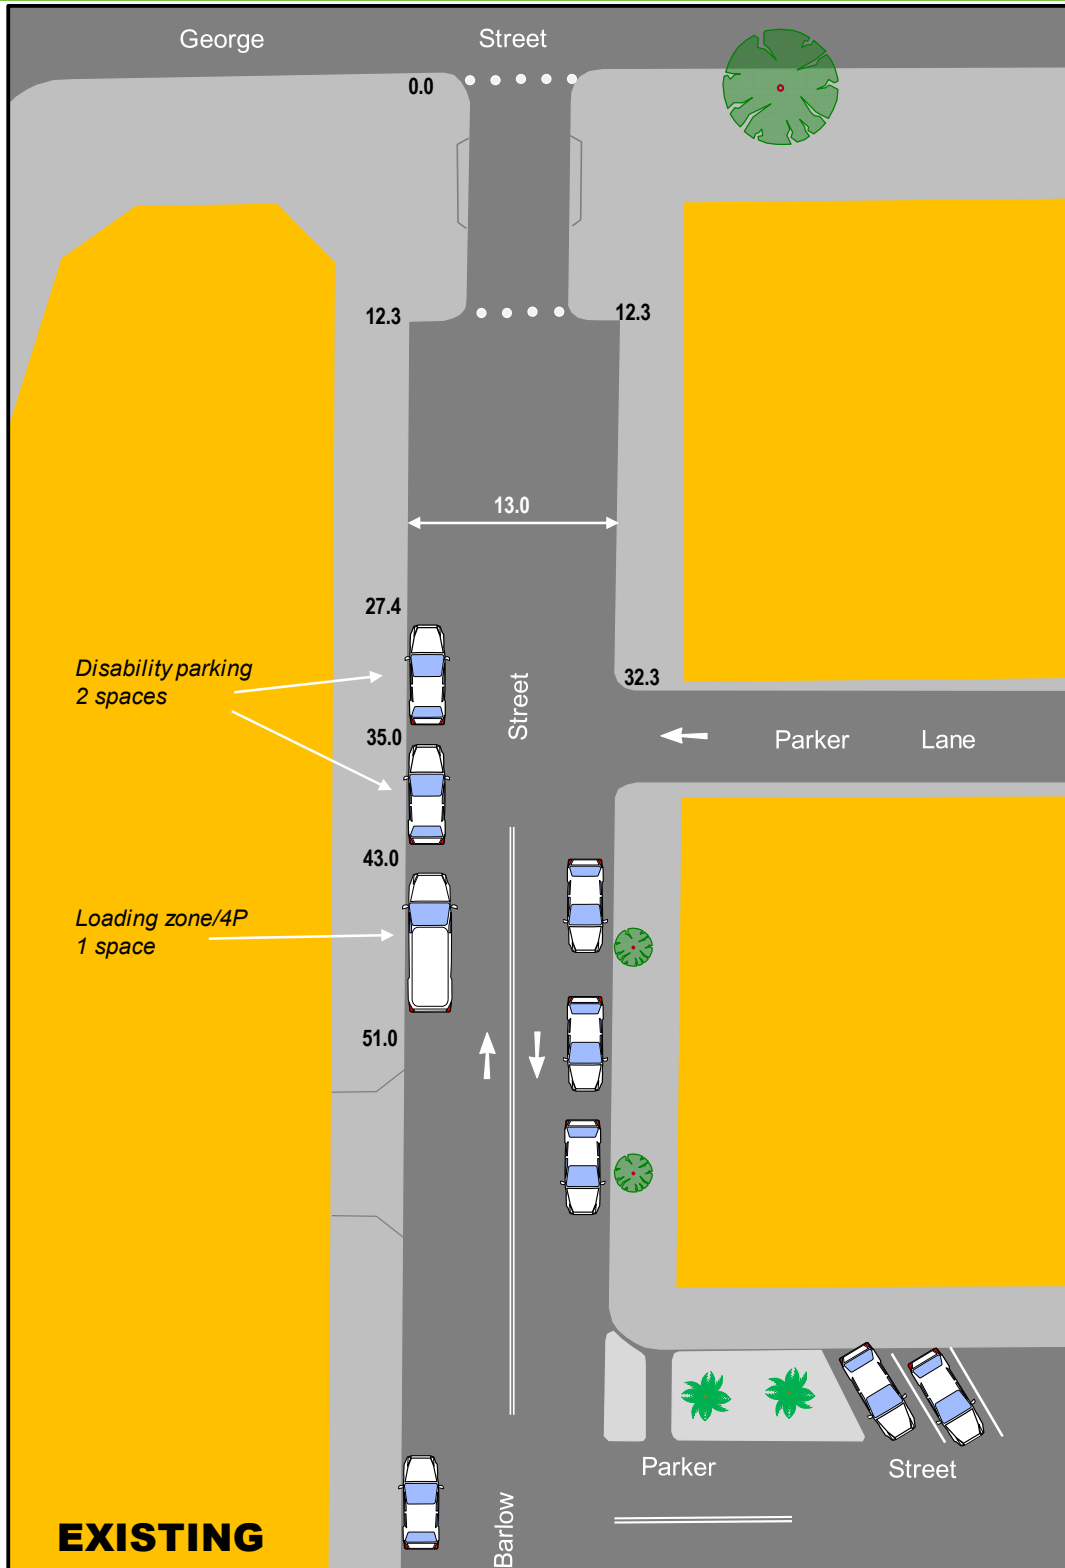 George Street
0.0
12.3 12.3
13.0
27.4
Disability parking
2 spaces
32.3
Street
35.0
Parker Lane
43.0
Loading zone/4P
1 space
51.0
Parker Street
Barlow
EXISTING